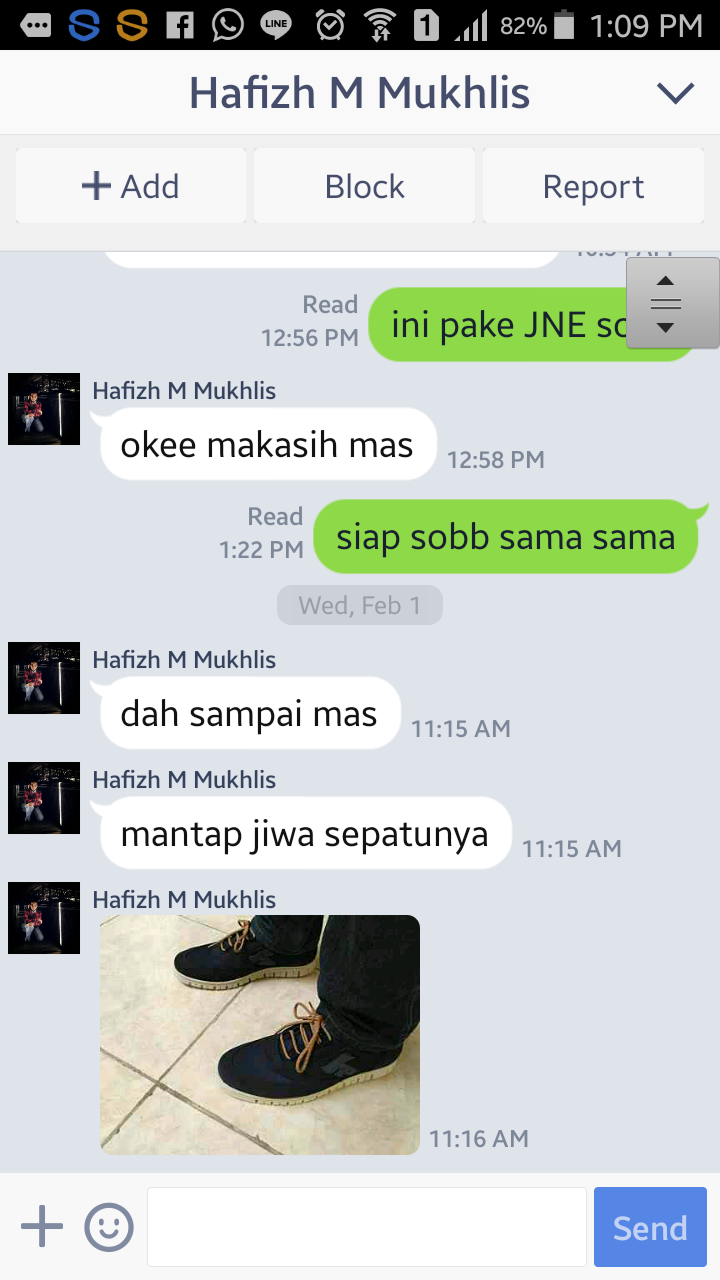 LINE
1
82%
1:09 PM
Hafizh M Mukhlis
+ Add
Block
Report
Read
12:56 PM
ini pake JNE
Hafizh M Mukhlis
okee makasih mas
12:58 PM
Read
1:22 PM
siap sobb sama sama
Wed, Feb 1
Hafizh M Mukhlis
dah sampai mas
11:15 AM
Hafizh M Mukhlis
mantap jiwa sepatunya
11:15 AM
Hafizh M Mukhlis
11:16 AM
Send